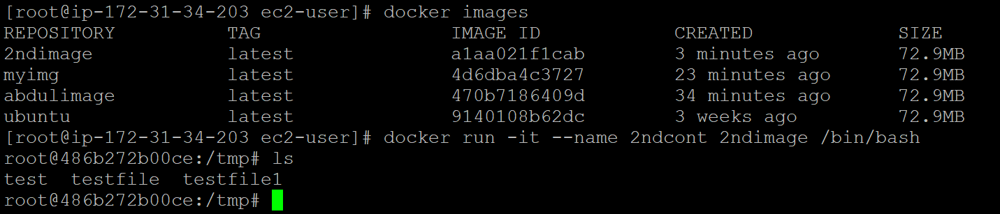 [root@ip-172-31-34-203 ec2-user]# docker images
REPOSITORY          TAG                 IMAGE ID            CREATED             SIZE
2ndimage            latest              a1aa021f1cab        3 minutes ago       72.9MB
myimg               latest              4d6dba4c3727        23 minutes ago      72.9MB
abdulimage          latest              470b7186409d        34 minutes ago      72.9MB
ubuntu              latest              9140108b62dc        3 weeks ago         72.9MB
[root@ip-172-31-34-203 ec2-user]# docker run -it --name 2ndcont 2ndimage /bin/bash
root@486b272b00ce:/tmp# ls
test  testfile  testfile1
root@486b272b00ce:/tmp#